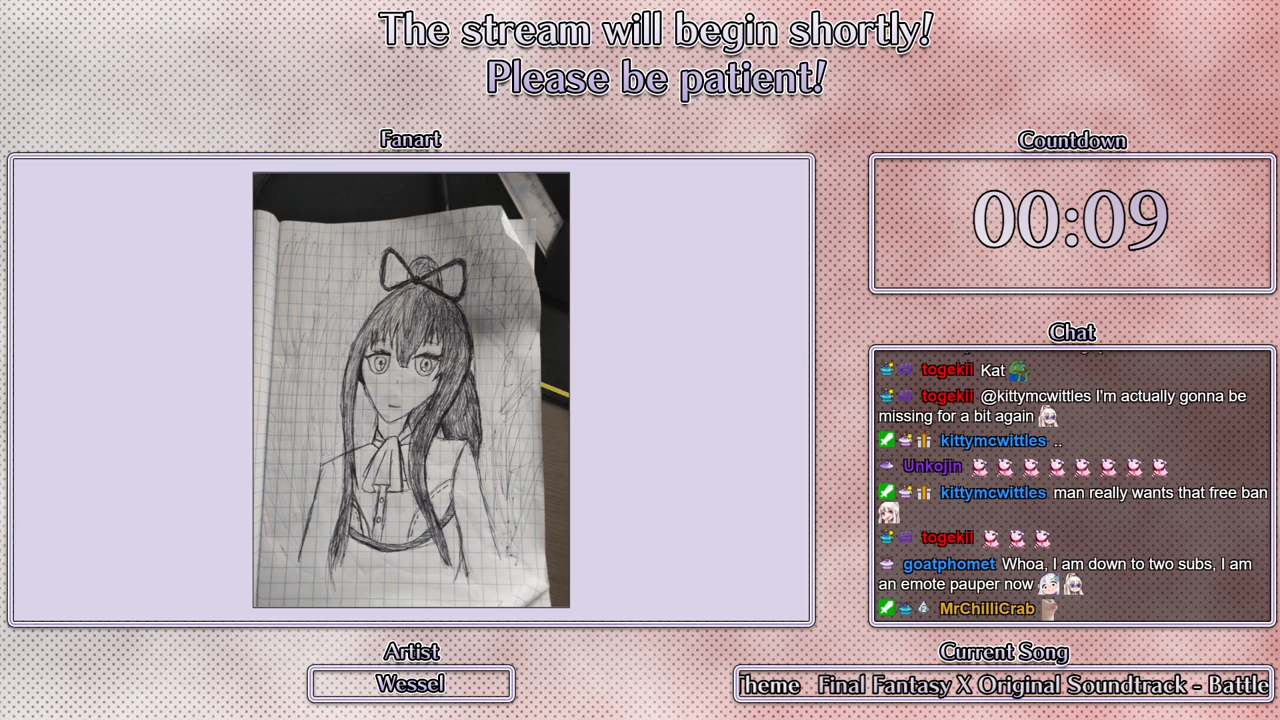 The stream will begin shortly!
Please be patient!
Fanart
Countdown
00:09
Chat
togekii Kat
togekii @kittymcwittles I'm actually gonna be
missing for a bit again
kittymcwittles ..
Unkojin
kittymcwittles man really wants that free ban
togekii
goatphomet Whoa, I am down to two subs, I am
an emote pauper now
MrChilliCrab
Artist
Wessel
Current Song
Theme Final Fantasy X Original Soundtrack - Battle